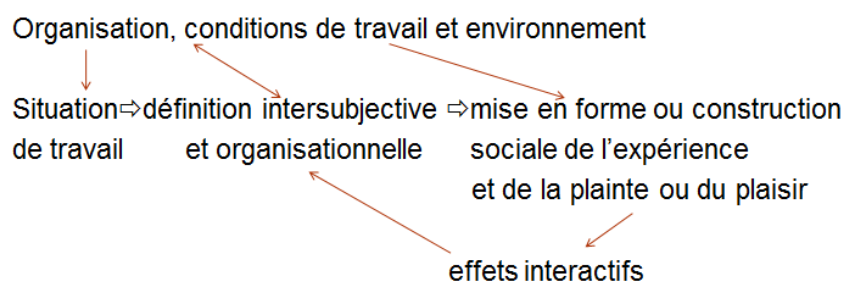 Organisation, conditions de travail et environnement
Situation⇨définition intersubjective ⇨mise en forme ou construction
de travail et organisationnelle sociale de l'expérience
et de la plainte ou du plaisir
effets interactifs